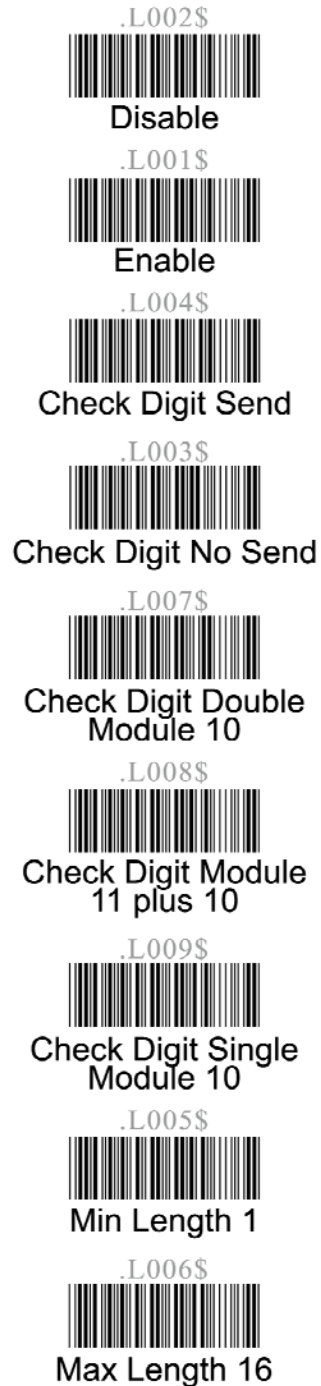 .L002$
Disable
.L001$
Enable
.L004$
Check Digit Send
.L003$
Check Digit No Send
.L007$
Check Digit Double
Module 10
.L008$
Check Digit Module
11 plus 10
.L009$
Check Digit Single
Module 10
.L005$
Min Length 1
.L006$
Max Length 16